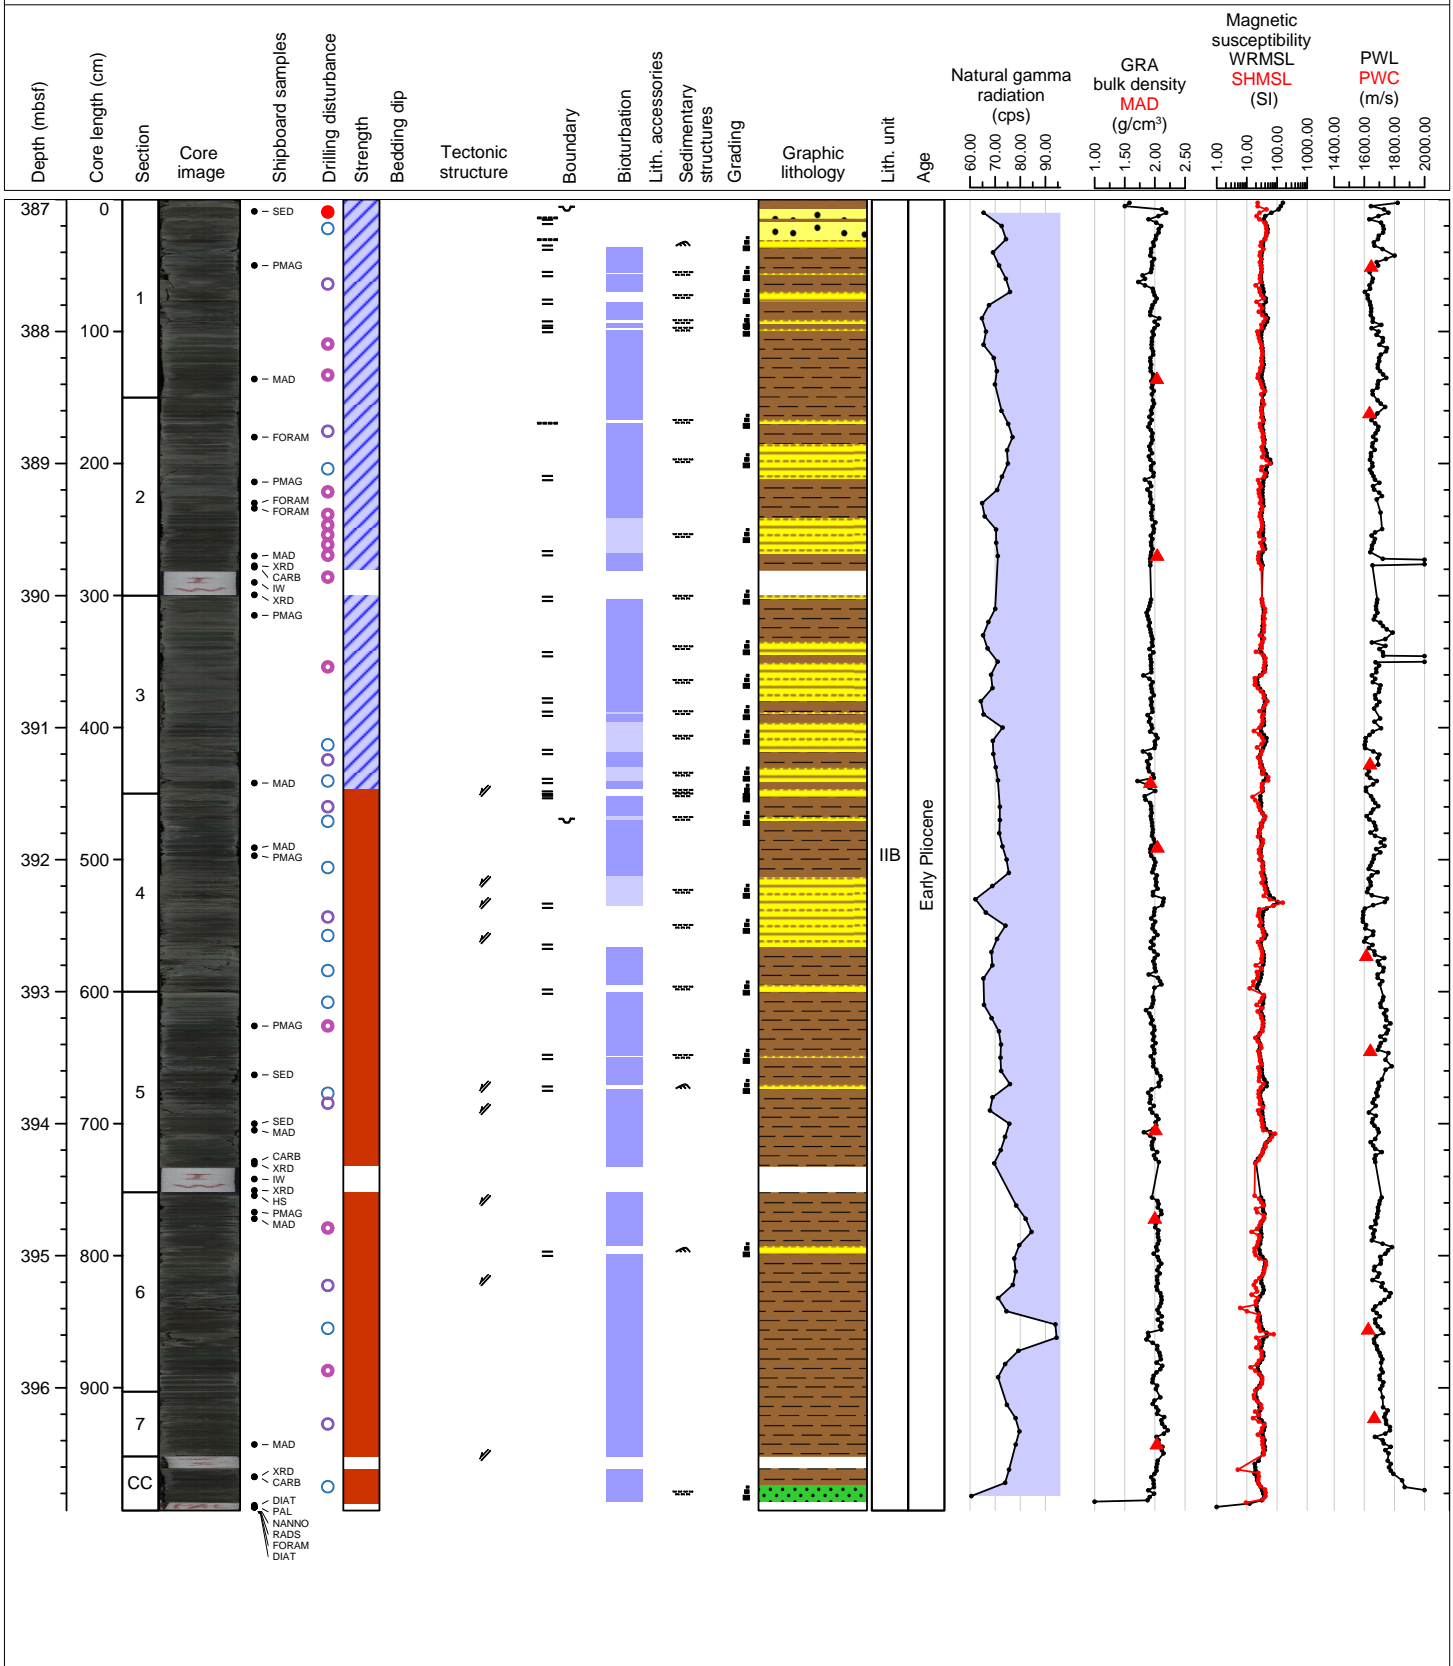 Depth (mbsf)
Core length (cm)
Section
Core
image
Shipboard samples
Drilling disturbance
Strength
Bedding dip
Tectonic
structure
Boundary
Bioturbation
Lith. accessories
Sedimentary
structures
Grading
Graphic
lithology
Lith. unit
Age
Natural gamma
radiation
(cps)
60.00
70.00
80.00
90.00
GRA
bulk density
MAD
(g/cm³)
1.00
1.50
2.00
2.50
Magnetic
susceptibility
WRMSL
SHMSL
(SI)
1.00
10.00
100.00
1000.00
PWL
PWC
(m/s)
1400.00
1600.00
1800.00
2000.00
387
388
389
390
391
392
393
394
395
396
0
100
200
300
400
500
600
700
800
900
1
2
3
4
5
6
7
CC
SED
PMAG
MAD
FORAM
PMAG
FORAM
FORAM
MAD
XRD
CARB
IW
XRD
PMAG
MAD
MAD
PMAG
PMAG
SED
SED
MAD
CARB
XRD
IW
XRD
HS
PMAG
MAD
MAD
XRD
CARB
DIAT
PAL
NANNO
RADS
FORAM
DIAT
IIB
Early Pliocene